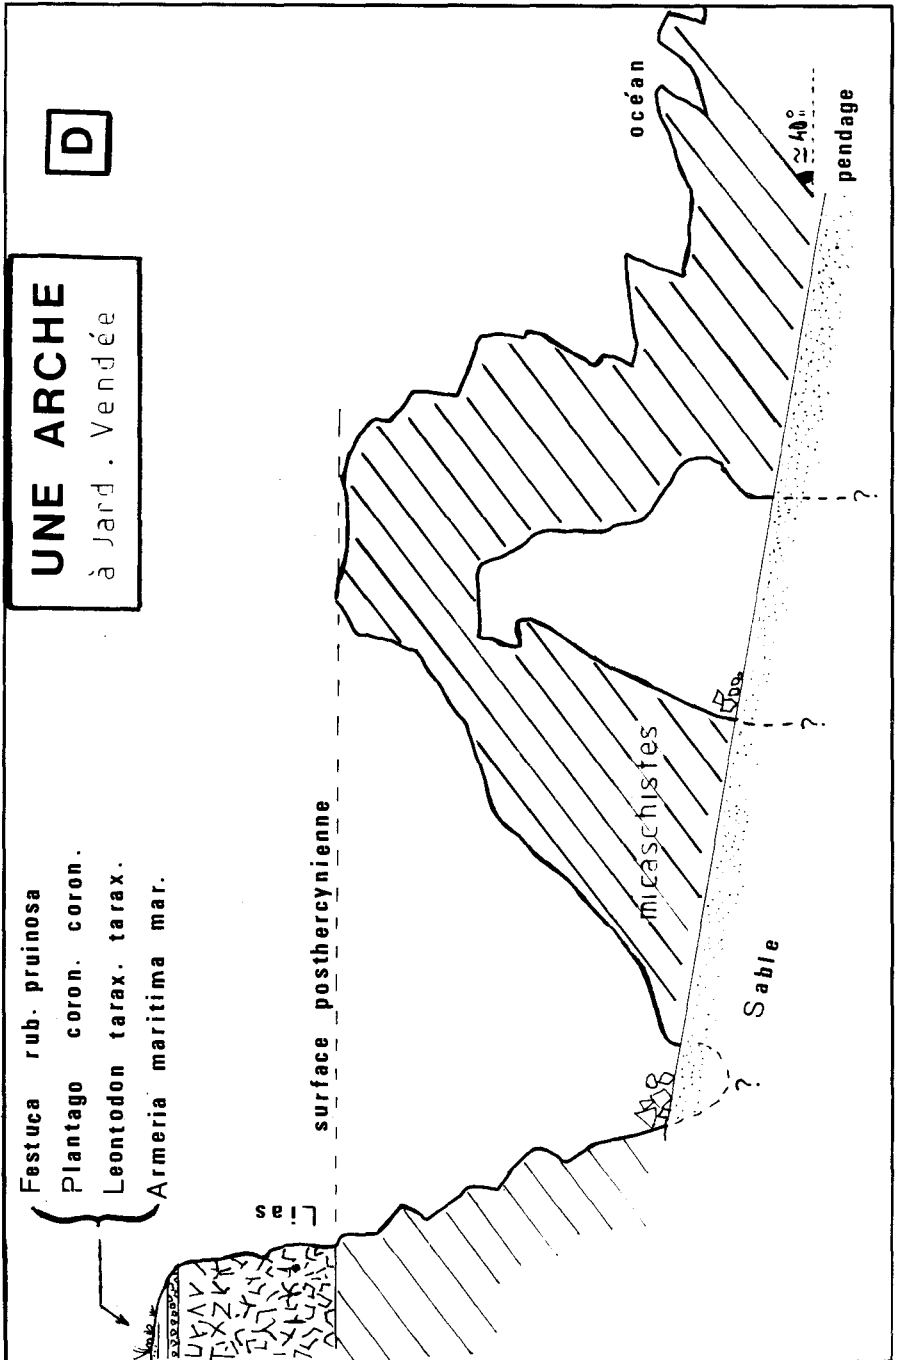 D
UNE ARCHE
à Jard . Vendée
Festuca rub. pruinosa
Plantago coron. coron.
Leontodon tarax. tarax.
Armeria maritima mar.
Lias
surface posthercynienne
micaschistes
océan
≃ 40°
pendage
Sable
?
?
?